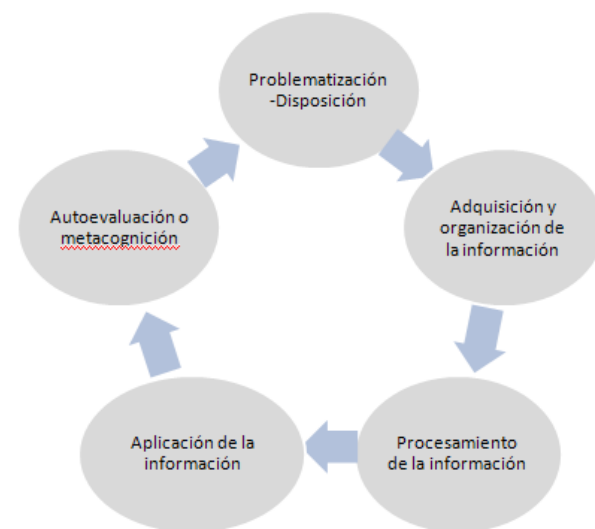 Problematización
-Disposición
Adquisición y
organización de
la información
Procesamiento
de la información
Aplicación de la
información
Autoevaluación o
metacognición